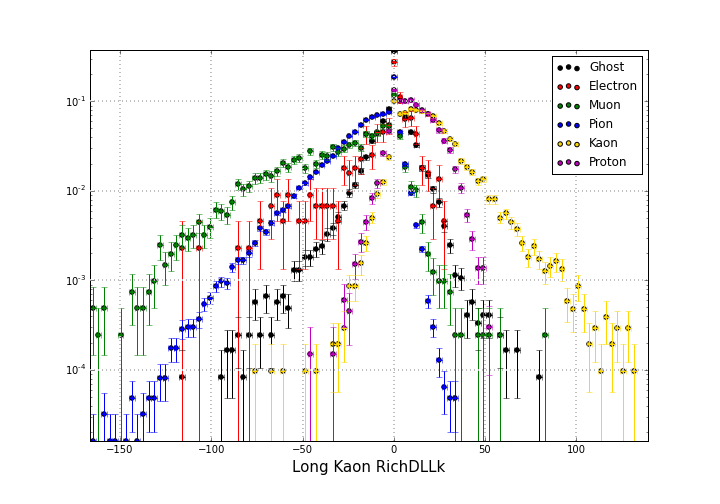 Ghost
Electron
Muon
Pion
Kaon
Proton
10⁻¹
10⁻²
10⁻³
10⁻⁴
−150 −100 −50 0 50 100
Long Kaon RichDLLk